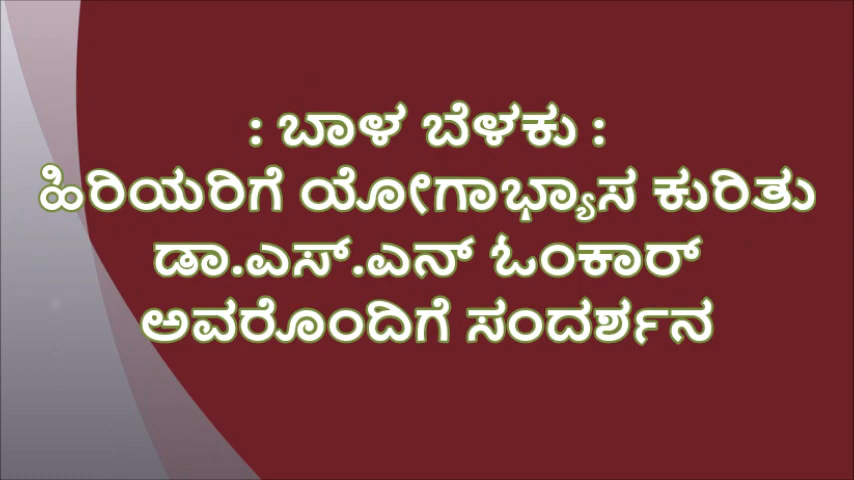 : ಬಾಳ ಬೆಳಕು :
ಹಿರಿಯರಿಗೆ ಯೋಗಾಭ್ಯಾಸ ಕುರಿತು
ಡಾ.ಎಸ್.ಎನ್ ಓಂಕಾರ್
ಅವರೊಂದಿಗೆ ಸಂದರ್ಶನ